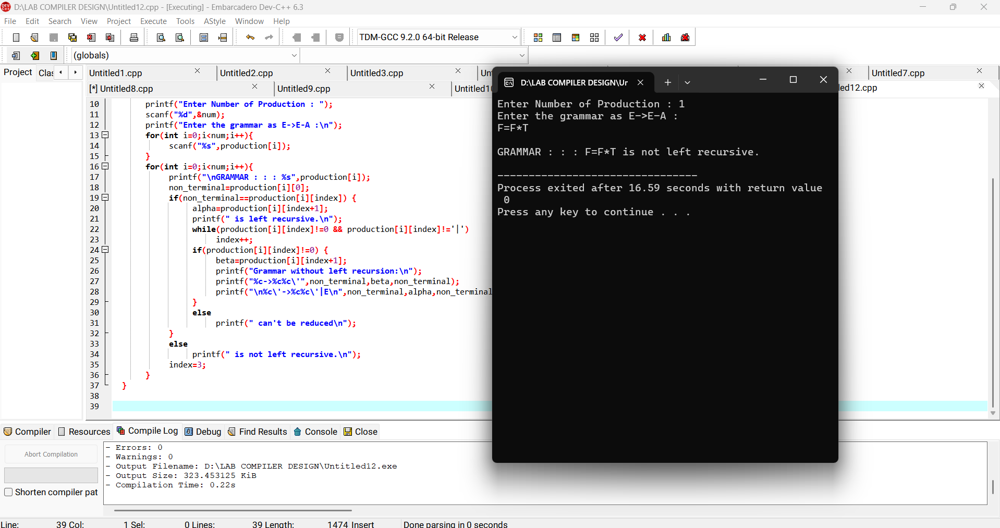 D:\LAB COMPILER DESIGN\Untitled12.cpp - [Executing] - Embarcadero Dev-C++ 6.3
File Edit Search View Project Execute Tools AStyle Window Help
TDM-GCC 9.2.0 64-bit Release
(globals)
Project Clas
Untitled1.cpp Untitled2.cpp Untitled3.cpp Un Untitled7.cpp
[*] Untitled8.cpp Untitled9.cpp Untitled1 led12.cpp
10 printf("Enter Number of Production : ");
11 scanf("%d",&num);
12 printf("Enter the grammar as E->E-A :\n");
13 for(int i=0;i<num;i++){
14 scanf("%s",production[i]);
15 }
16 for(int i=0;i<num;i++){
17 printf("\nGRAMMAR : : : %s",production[i]);
18 non_terminal=production[i][0];
19 if(non_terminal==production[i][index]) {
20 alpha=production[i][index+1];
21 printf(" is left recursive.\n");
22 while(production[i][index]!=0 && production[i][index]!='|')
23 index++;
24 if(production[i][index]!=0) {
25 beta=production[i][index+1];
26 printf("Grammar without left recursion:\n");
27 printf("%c->%c%c\'",non_terminal,beta,non_terminal);
28 printf("\n%c\'->%c%c\'|E\n",non_terminal,alpha,non_terminal
29 }
30 else
31 printf(" can't be reduced\n");
32 }
33 else
34 printf(" is not left recursive.\n");
35 index=3;
36 }
37 }
38
39
D:\LAB COMPILER DESIGN\Ur
Enter Number of Production : 1
Enter the grammar as E->E-A :
F=F*T
GRAMMAR : : : F=F*T is not left recursive.
--------------------------------
Process exited after 16.59 seconds with return value
0
Press any key to continue . . .
Compiler Resources Compile Log Debug Find Results Console Close
Abort Compilation
Shorten compiler pat
- Errors: 0
- Warnings: 0
- Output Filename: D:\LAB COMPILER DESIGN\Untitled12.exe
- Output Size: 323.453125 KiB
- Compilation Time: 0.22s
Line: 39 Col: 1 Sel: 0 Lines: 39 Length: 1474 Insert Done parsing in 0 seconds